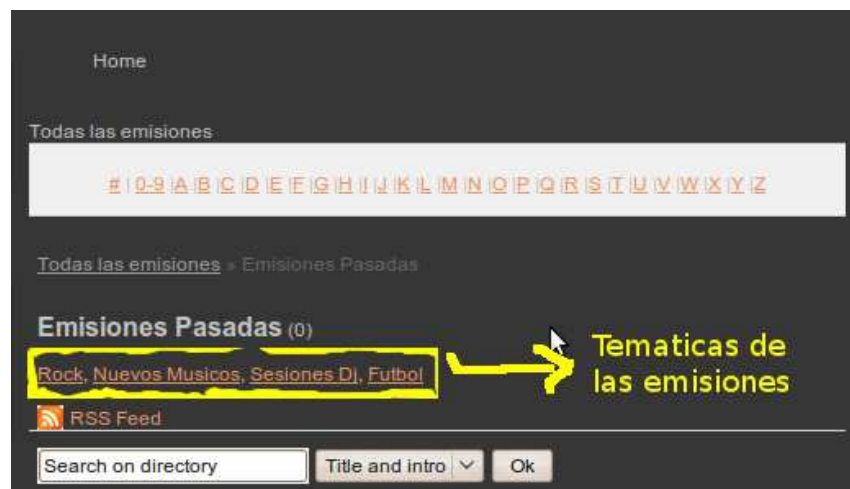 Home
Todas las emisiones
# | 0-9 |A |B |C |D |E |F |G |H |I |J |K |L |M |N |O |P |Q |R |S |T |U |V |W |X |Y |Z
Todas las emisiones » Emisiones Pasadas
Emisiones Pasadas (0)
Rock, Nuevos Musicos, Sesiones Dj, Futbol
Tematicas de
las emisiones
RSS Feed
Search on directory Title and intro Ok